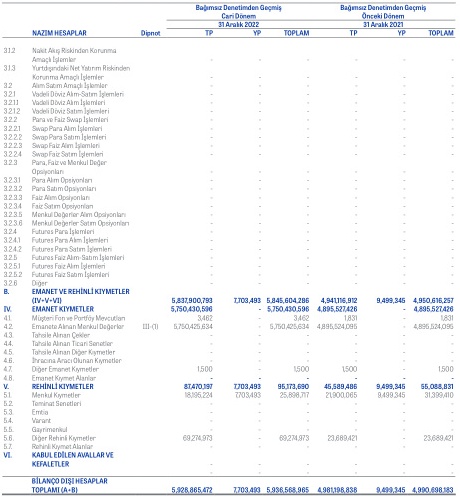 Bağımsız Denetimden Geçmiş Bağımsız Denetimden Geçmiş
Cari Dönem Önceki Dönem
31 Aralık 2022 31 Aralık 2021
NAZIM HESAPLAR Dipnot TP YP TOPLAM TP YP TOPLAM
3.1.2 Nakit Akış Riskinden Korunma
Amaçlı İşlemler - - - - - -
3.1.3 Yurtdışındaki Net Yatırım Riskinden
Korunma Amaçlı İşlemler - - - - - -
3.2 Alım Satım Amaçlı İşlemler - - - - - -
3.2.1 Vadeli Döviz Alım-Satım İşlemleri - - - - - -
3.2.1.1 Vadeli Döviz Alım İşlemleri - - - - - -
3.2.1.2 Vadeli Döviz Satım İşlemleri - - - - - -
3.2.2 Para ve Faiz Swap İşlemleri - - - - - -
3.2.2.1 Swap Para Alım İşlemleri - - - - - -
3.2.2.2 Swap Para Satım İşlemleri - - - - - -
3.2.2.3 Swap Faiz Alım İşlemleri - - - - - -
3.2.2.4 Swap Faiz Satım İşlemleri - - - - - -
3.2.3 Para, Faiz ve Menkul Değer
Opsiyonları - - - - - -
3.2.3.1 Para Alım Opsiyonları - - - - - -
3.2.3.2 Para Satım Opsiyonları - - - - - -
3.2.3.3 Faiz Alım Opsiyonları - - - - - -
3.2.3.4 Faiz Satım Opsiyonları - - - - - -
3.2.3.5 Menkul Değerler Alım Opsiyonları - - - - - -
3.2.3.6 Menkul Değerler Satım Opsiyonları - - - - - -
3.2.4 Futures Para İşlemleri - - - - - -
3.2.4.1 Futures Para Alım İşlemleri - - - - - -
3.2.4.2 Futures Para Satım İşlemleri - - - - - -
3.2.5 Futures Faiz Alım-Satım İşlemleri - - - - - -
3.2.5.1 Futures Faiz Alım İşlemleri - - - - - -
3.2.5.2 Futures Faiz Satım İşlemleri - - - - - -
3.2.6 Diğer - - - - - -
B. EMANET VE REHİNLİ KIYMETLER
(IV+V+VI) 5,837,900,793 7,703,493 5,845,604,286 4,941,116,912 9,499,345 4,950,616,257
IV. EMANET KIYMETLER 5,750,430,596 - 5,750,430,596 4,895,527,426 - 4,895,527,426
4.1. Müşteri Fon ve Portföy Mevcutları 3,462 - 3,462 1,831 - 1,831
4.2. Emanete Alınan Menkul Değerler III-(1) 5,750,425,634 - 5,750,425,634 4,895,524,095 - 4,895,524,095
4.3. Tahsile Alınan Çekler - - - - - -
4.4. Tahsile Alınan Ticari Senetler - - - - - -
4.5. Tahsile Alınan Diğer Kıymetler - - - - - -
4.6. İhracına Aracı Olunan Kıymetler - - - - - -
4.7. Diğer Emanet Kıymetler 1,500 - 1,500 1,500 - 1,500
4.8. Emanet Kıymet Alanlar - - - - - -
V. REHİNLİ KIYMETLER 87,470,197 7,703,493 95,173,690 45,589,486 9,499,345 55,088,831
5.1. Menkul Kıymetler 18,195,224 7,703,493 25,898,717 21,900,065 9,499,345 31,399,410
5.2. Teminat Senetleri - - - - - -
5.3. Emtia - - - - - -
5.4. Varant - - - - - -
5.5. Gayrimenkul - - - - - -
5.6. Diğer Rehinli Kıymetler 69,274,973 - 69,274,973 23,689,421 - 23,689,421
5.7. Rehinli Kıymet Alanlar - - - - - -
VI. KABUL EDİLEN AVALLAR VE
KEFALETLER - - - - - -
BİLANÇO DIŞI HESAPLAR
TOPLAMI (A+B) 5,928,865,472 7,703,493 5,936,568,965 4,981,198,838 9,499,345 4,990,698,183